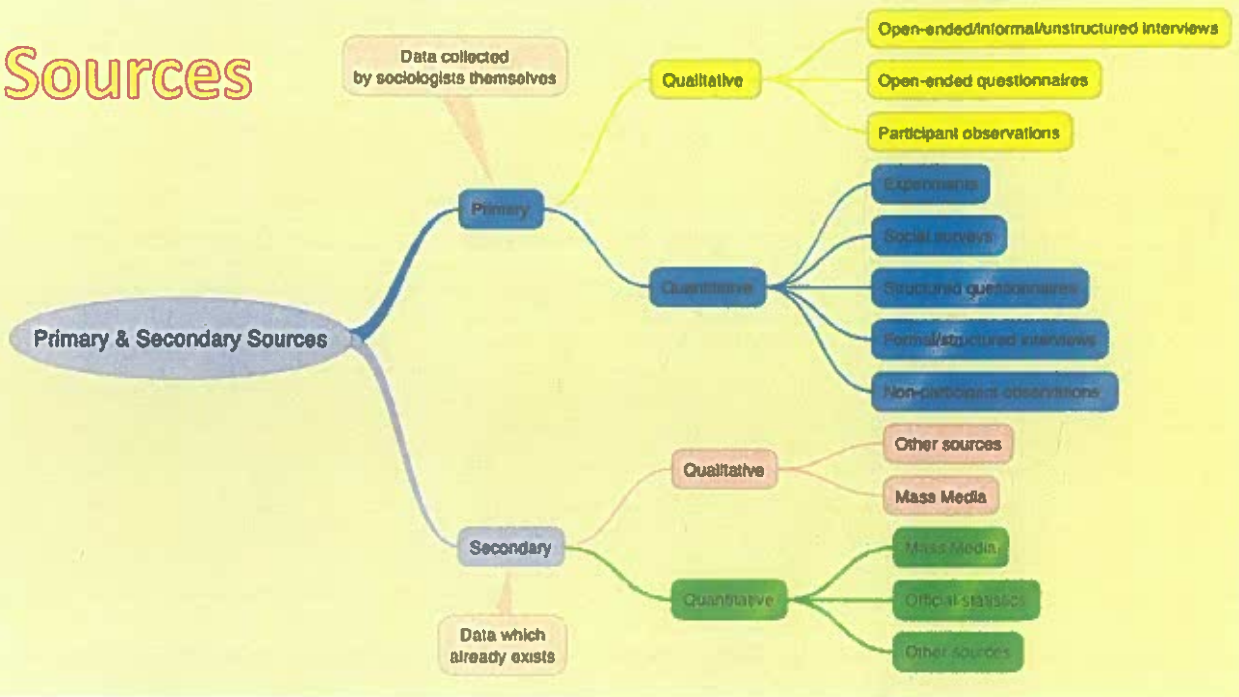 Sources
Data collected
by sociologists themselves
Qualitative
Open-ended/informal/unstructured interviews
Open-ended questionnaires
Participant observations
Primary
Quantitative
Experiments
Social surveys
Structured questionnaires
Formal/structured interviews
Non-participant observations
Primary & Secondary Sources
Qualitative
Other sources
Mass Media
Secondary
Quantitative
Mass Media
Official statistics
Other sources
Data which
already exists